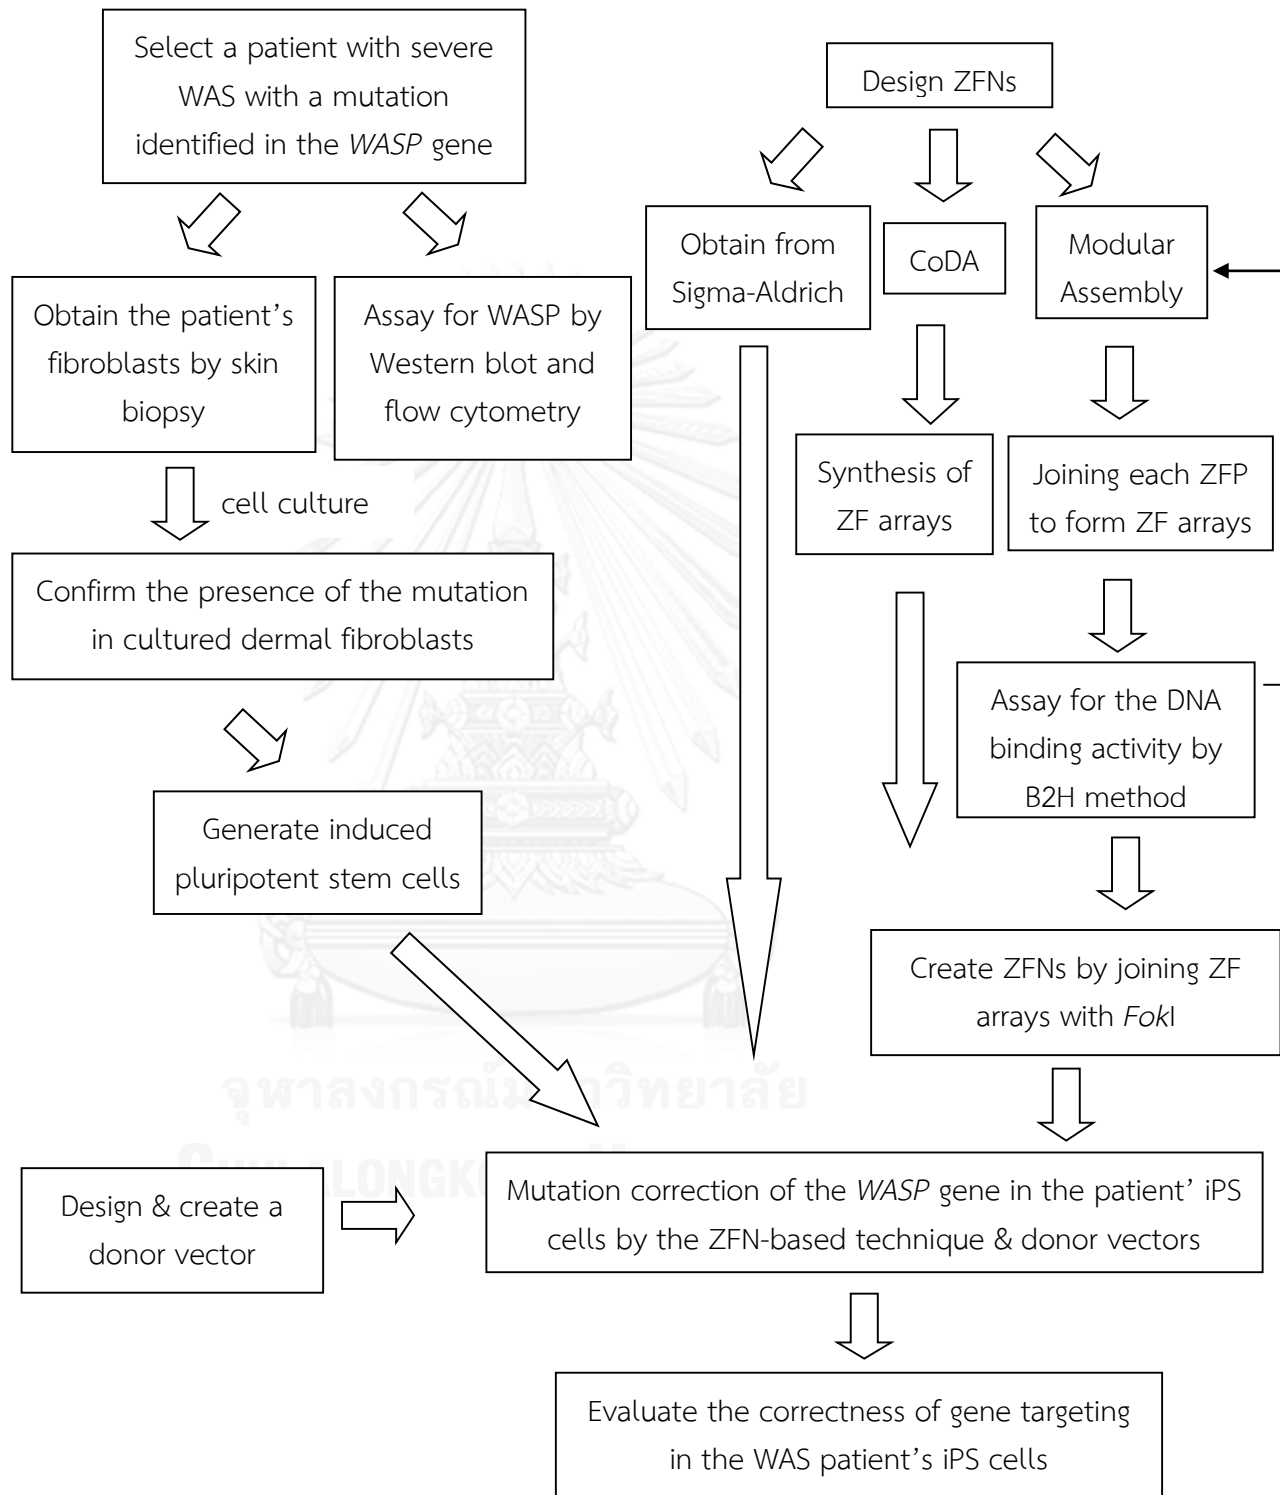 Select a patient with severe
WAS with a mutation
identified in the WASP gene
Design ZFNs
Obtain the patient’s
fibroblasts by skin
biopsy
Assay for WASP by
Western blot and
flow cytometry
Obtain from
Sigma-Aldrich
CoDA
Modular
Assembly
cell culture
Synthesis of
ZF arrays
Joining each ZFP
to form ZF arrays
Confirm the presence of the mutation
in cultured dermal fibroblasts
Assay for the DNA
binding activity by
B2H method
Generate induced
pluripotent stem cells
Create ZFNs by joining ZF
arrays with FokI
Design & create a
donor vector
Mutation correction of the WASP gene in the patient’ iPS
cells by the ZFN-based technique & donor vectors
Evaluate the correctness of gene targeting
in the WAS patient’s iPS cells